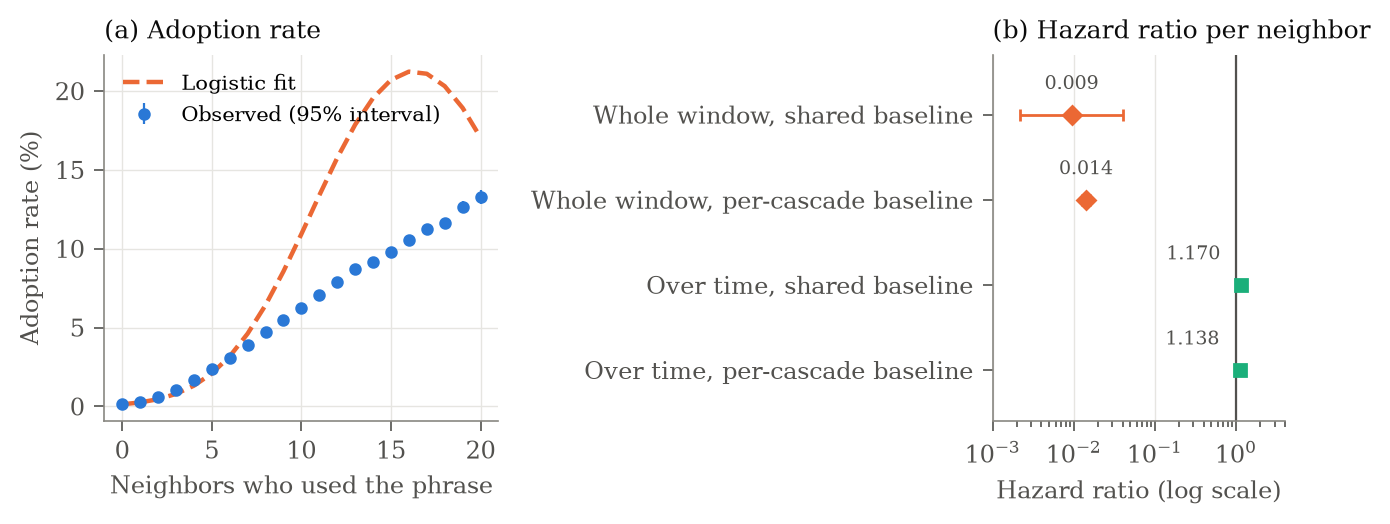 (a) Adoption rate
Adoption rate (%)
20
15
10
5
0
Logistic fit
Observed (95% interval)
0 5 10 15 20
Neighbors who used the phrase
(b) Hazard ratio per neighbor
Whole window, shared baseline
0.009
Whole window, per-cascade baseline
0.014
Over time, shared baseline
1.170
Over time, per-cascade baseline
1.138
10⁻³ 10⁻² 10⁻¹ 10⁰
Hazard ratio (log scale)